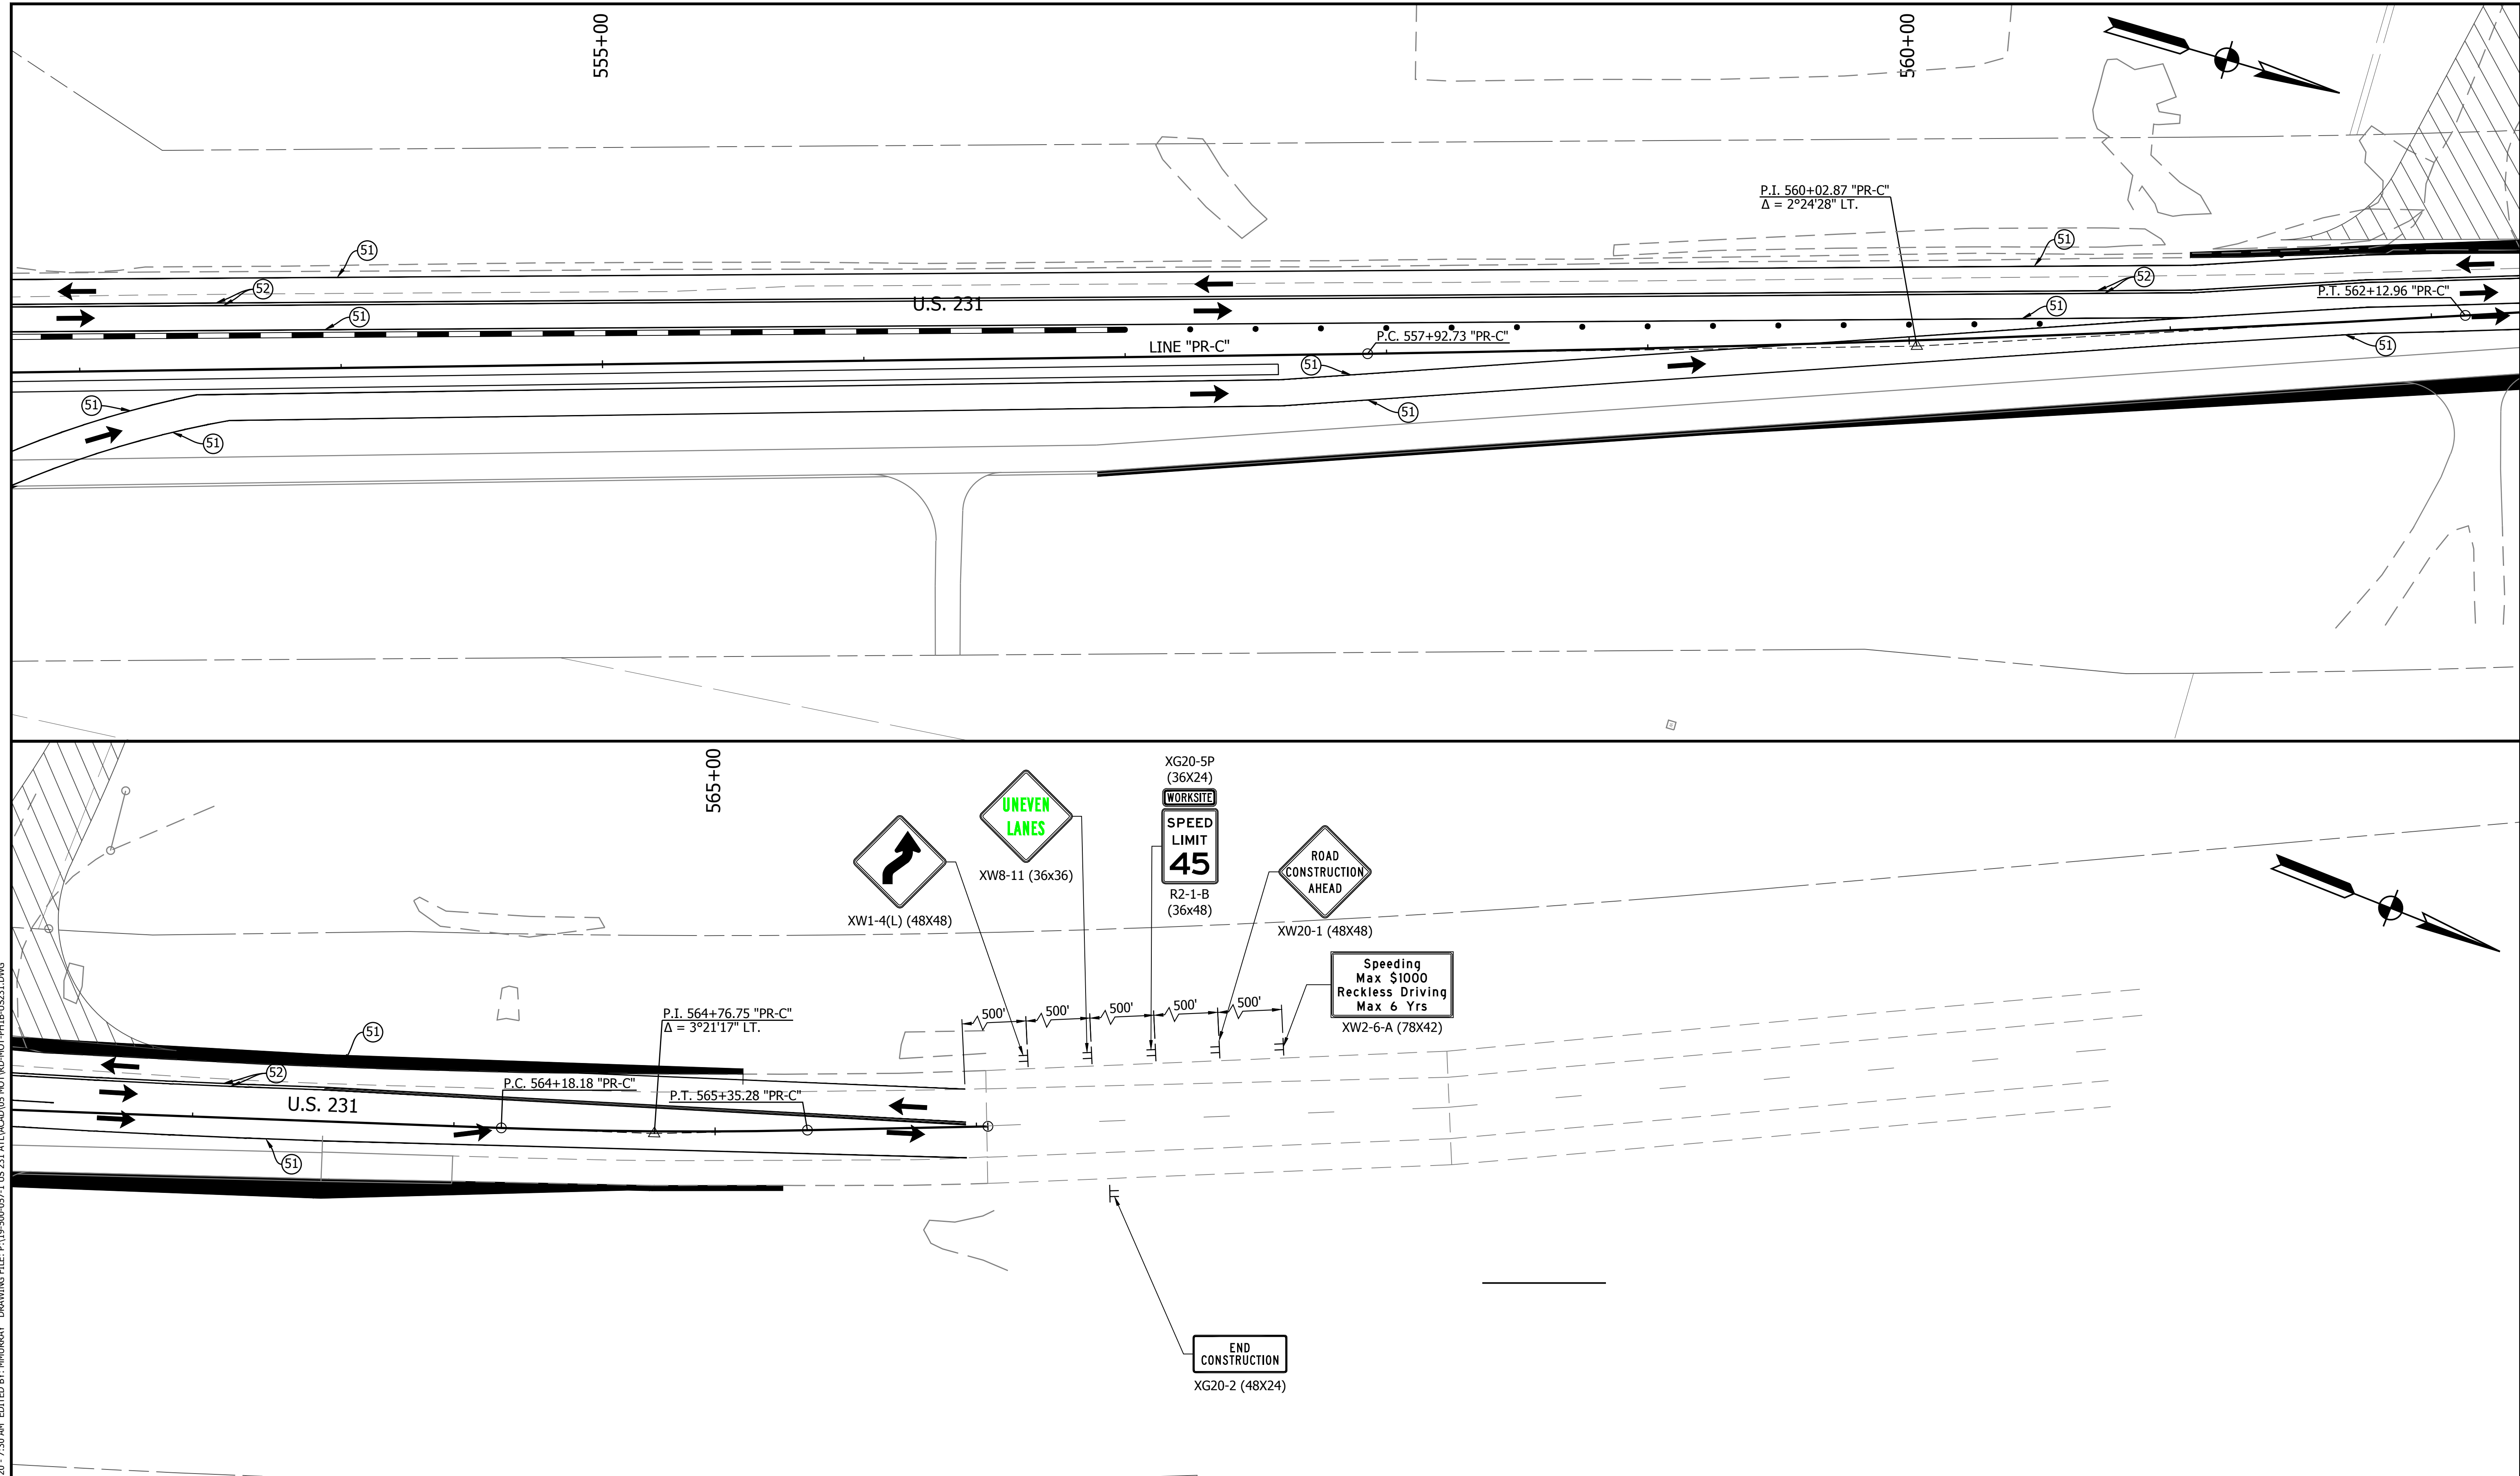 555+00
560+00
P.I. 560+02.87 "PR-C"
Δ = 2°24'28" LT.
51
51
52
52
U.S. 231
P.T. 562+12.96 "PR-C"
51
51
P.C. 557+92.73 "PR-C"
LINE "PR-C"
51
51
51
51
51
565+00
XG20-5P
(36X24)
WORKSITE
UNEVEN
LANES
SPEED
LIMIT
45
ROAD
CONSTRUCTION
AHEAD
XW8-11 (36x36)
R2-1-B
(36x48)
XW1-4(L) (48X48)
XW20-1 (48X48)
Speeding
Max $1000
Reckless Driving
Max 6 Yrs
XW2-6-A (78X42)
500'
500'
500'
500'
500'
P.I. 564+76.75 "PR-C"
Δ = 3°21'17" LT.
51
52
P.C. 564+18.18 "PR-C"
P.T. 565+35.28 "PR-C"
U.S. 231
51
END
CONSTRUCTION
XG20-2 (48X24)